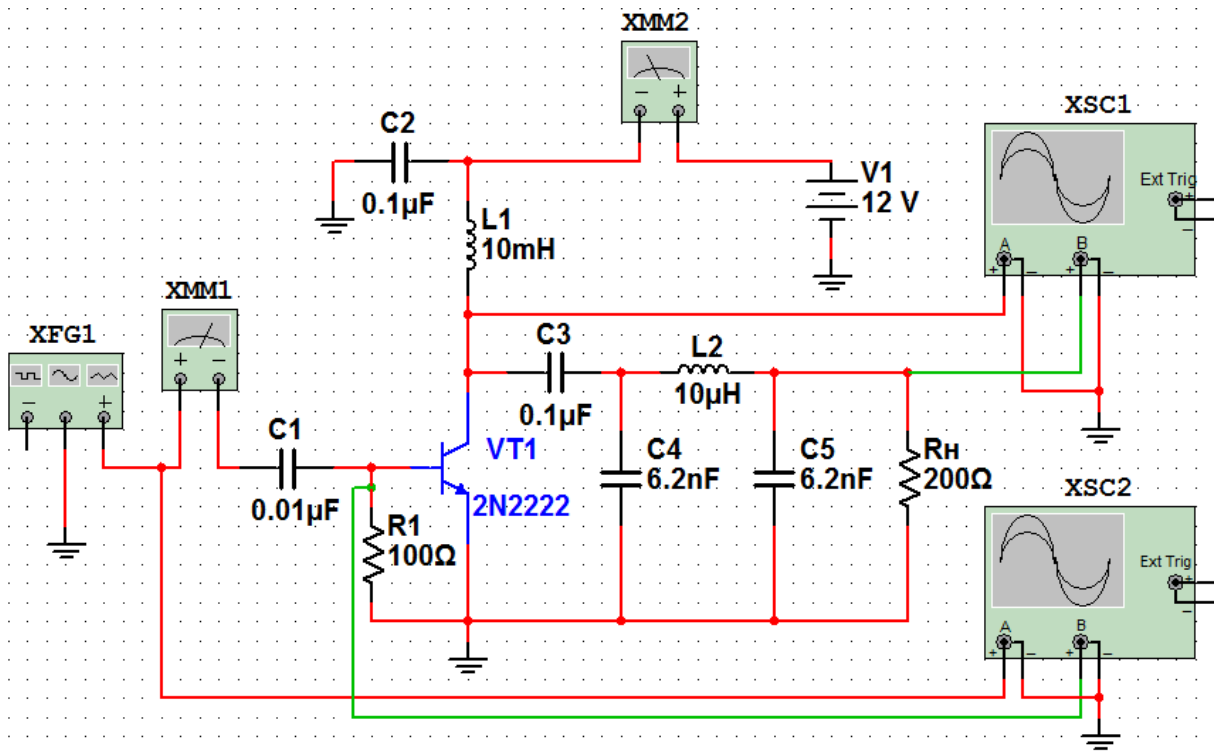 XMM2
XSC1
C2
0.1µF
V1
12 V
Ext Trig
L1
10mH
A
B
XMM1
XFG1
C3
0.1µF
L2
10µH
C1
0.01µF
VT1
2N2222
C4
6.2nF
C5
6.2nF
Rн
200Ω
XSC2
R1
100Ω
Ext Trig
A
B